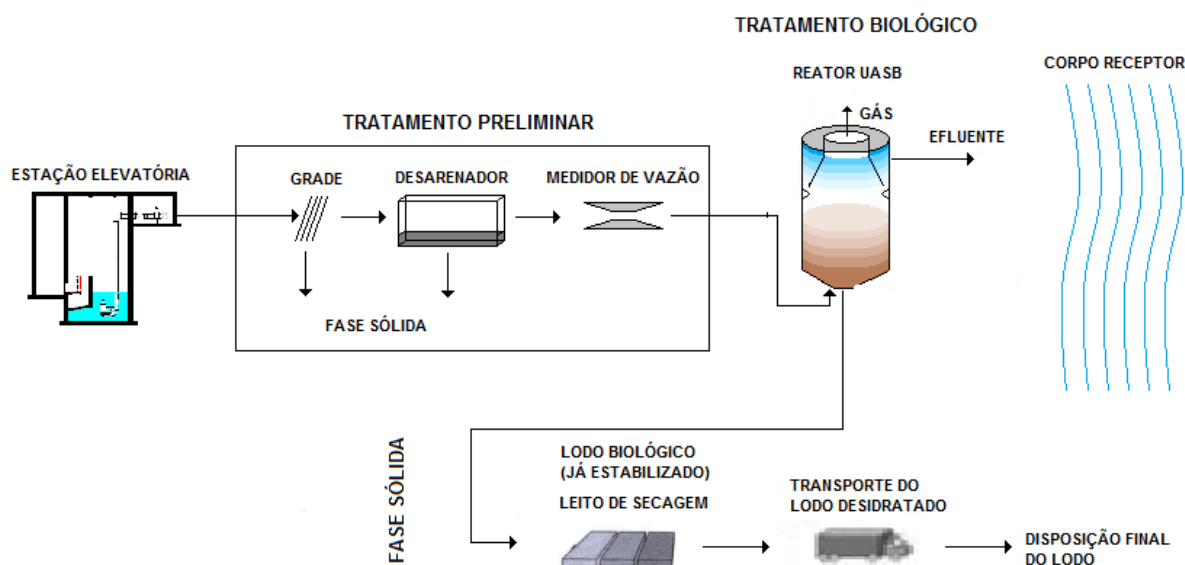 TRATAMENTO BIOLÓGICO
REATOR UASB
CORPO RECEPTOR
GÁS
EFLUENTE
TRATAMENTO PRELIMINAR
ESTAÇÃO ELEVATÓRIA
GRADE
DESARENADOR
MEDIDOR DE VAZÃO
FASE SÓLIDA
FASE SÓLIDA
LODO BIOLÓGICO
(JÁ ESTABILIZADO)
LEITO DE SECAGEM
TRANSPORTE DO
LODO DESIDRATADO
DISPOSIÇÃO FINAL
DO LODO